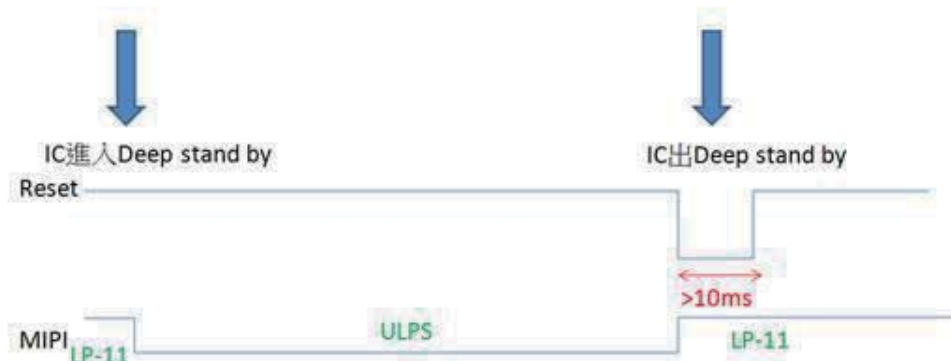 IC進入Deep stand by
IC出Deep stand by
Reset
>10ms
MIPI
LP-11
ULPS
LP-11